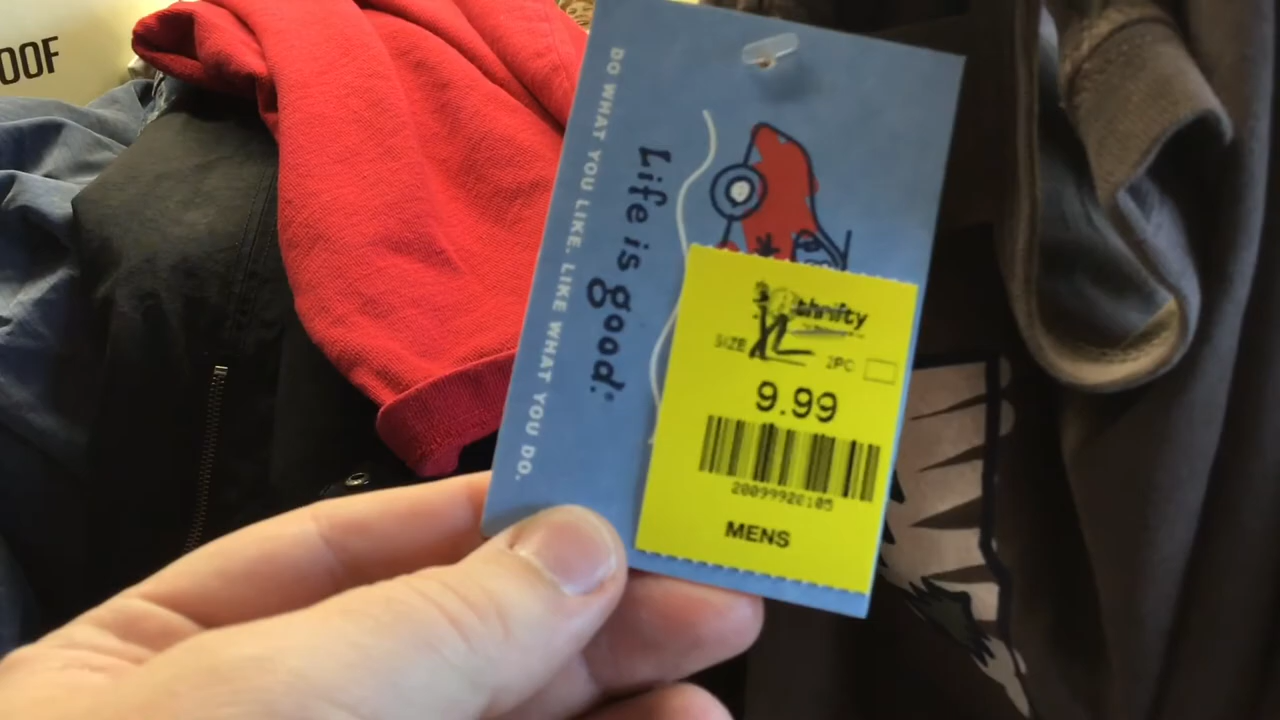 OOF
DO WHAT YOU LIKE. LIKE WHAT YOU DO.
Life is good.
thrifty
SIZE XL 2PC
9.99
MENS